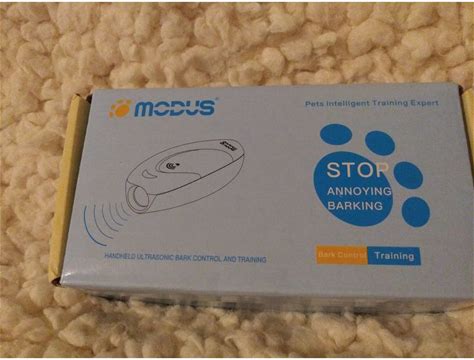 MODUS
Pets Intelligent Training Expert
STOP
ANNOYING
BARKING
HANDHELD ULTRASONIC BARK CONTROL AND TRAINING
Bark Control Training